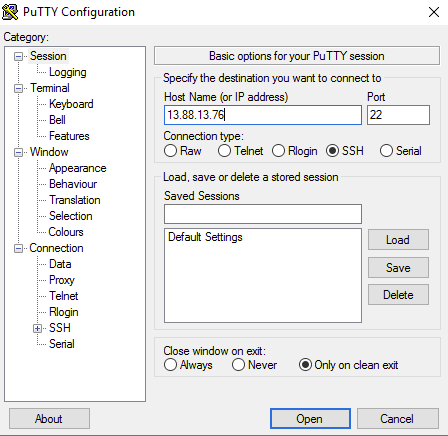 PuTTY Configuration
Category:
Session
Logging
Terminal
Keyboard
Bell
Features
Window
Appearance
Behaviour
Translation
Selection
Colours
Connection
Data
Proxy
Telnet
Rlogin
SSH
Serial
Basic options for your PuTTY session
Specify the destination you want to connect to
Host Name (or IP address) Port
13.88.13.76 22
Connection type:
Raw Telnet Rlogin SSH Serial
Load, save or delete a stored session
Saved Sessions
Default Settings
Load
Save
Delete
Close window on exit:
Always Never Only on clean exit
About Open Cancel